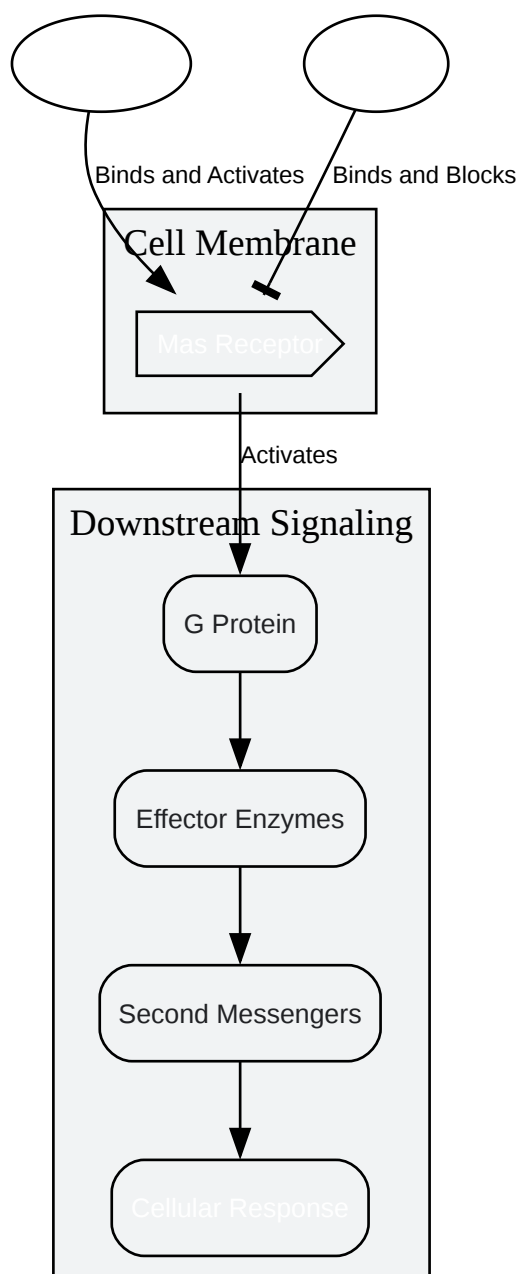 Binds and Activates
Binds and Blocks
Cell Membrane
Mas Receptor
Activates
Downstream Signaling
G Protein
Effector Enzymes
Second Messengers
Cellular Response